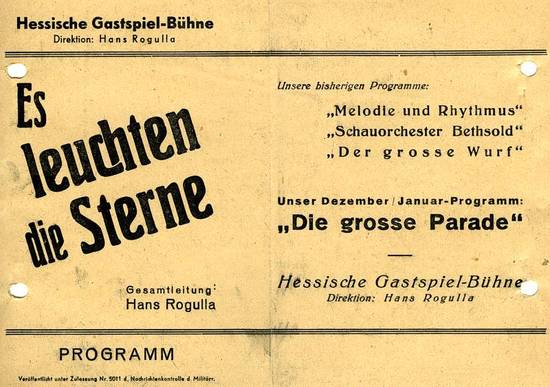 Hessische Gastspiel-Bühne
Direktion: Hans Rogulla
Es
leuchten
die Sterne
Gesamtleitung:
Hans Rogulla
PROGRAMM
Veröffentlicht unter Zulassung Nr. 5011 d. Nachrichtenkontrolle d. Militärr.
Unsere bisherigen Programme:
„Melodie und Rhythmus“
„Schauorchester Bethsold“
„Der grosse Wurf“
Unser Dezember/Januar-Programm:
„Die grosse Parade“
Hessische Gastspiel-Bühne
Direktion: Hans Rogulla